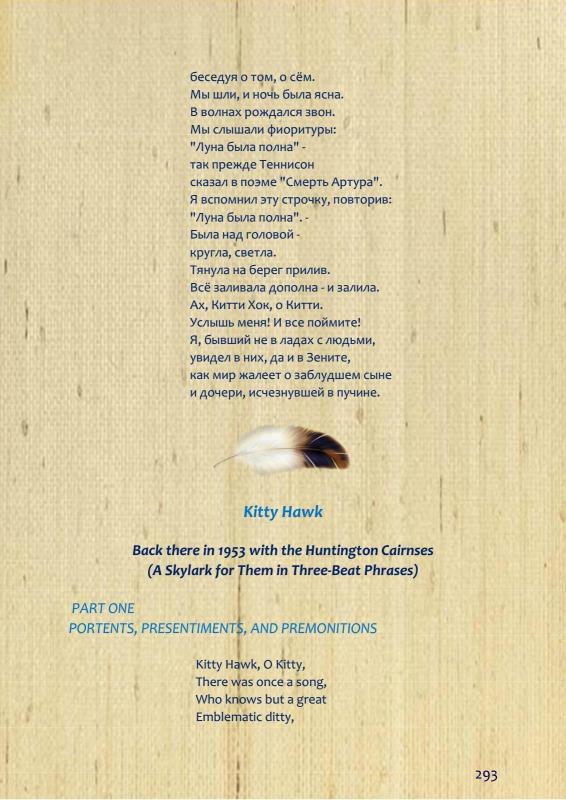 беседуя о том, о сём.
Мы шли, и ночь была ясна.
В волнах рождался звон.
Мы слышали фиоритуры:
"Луна была полна" -
так прежде Теннисон
сказал в поэме "Смерть Артура".
Я вспомнил эту строчку, повторив:
"Луна была полна". -
Была над головой -
кругла, светла.
Тянула на берег прилив.
Всё заливала дополна - и залила.
Ах, Китти Хок, о Китти.
Услышь меня! И все поймите!
Я, бывший не в ладах с людьми,
увидел в них, да и в Зените,
как мир жалеет о заблудшем сыне
и дочери, исчезнувшей в пучине.
Kitty Hawk
Back there in 1953 with the Huntington Cairnses
(A Skylark for Them in Three-Beat Phrases)
PART ONE
PORTENTS, PRESENTIMENTS, AND PREMONITIONS
Kitty Hawk, O Kitty,
There was once a song,
Who knows but a great
Emblematic ditty,
293